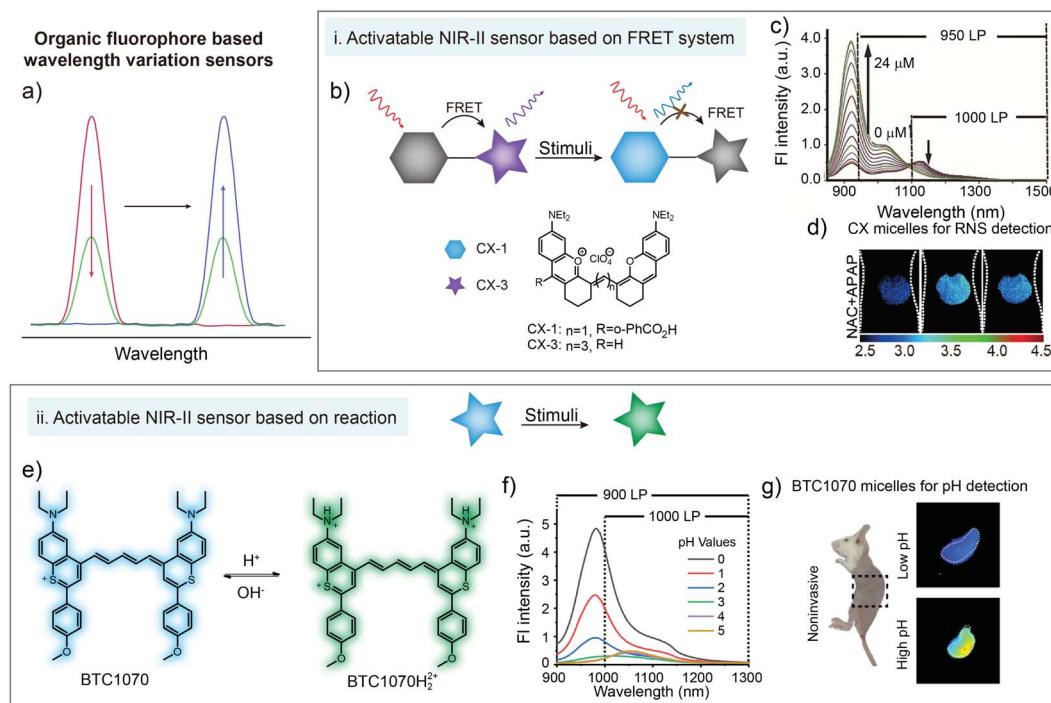 Organic fluorophore based
wavelength variation sensors
a)
Wavelength
i. Activatable NIR-II sensor based on FRET system
b)
FRET
Stimuli
FRET
CX-1
CX-3
NEt₂
NEt₂
O
⊕
ClO₄⊖
O
R
n
CX-1: n=1, R=o-PhCO₂H
CX-3: n=3, R=H
c)
FI intensity (a.u.)
4.0
3.0
2.0
1.0
0.0
950 LP
24 μM
0 μM
1000 LP
900
1100
1300
1500
Wavelength (nm)
d)
CX micelles for RNS detection
NAC+APAP
2.5 3.0 3.5 4.0 4.5
ii. Activatable NIR-II sensor based on reaction
Stimuli
e)
N
N
S
+
S
O
O
BTC1070
H⁺
OH⁻
H
N
+
H
N
+
S
+
S
O
O
BTC1070H₂²⁺
f)
FI intensity (a.u.)
5
4
3
2
1
0
900 LP
1000 LP
pH Values
0
1
2
3
4
5
900 1000 1100 1200 1300
Wavelength (nm)
g)
BTC1070 micelles for pH detection
Noninvasive
Low pH
High pH